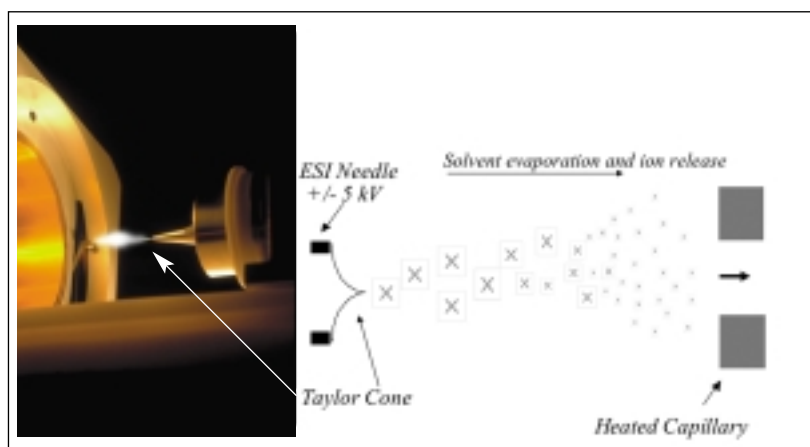 Solvent evaporation and ion release
ESI Needle
+/- 5 kV
Taylor Cone
Heated Capillary